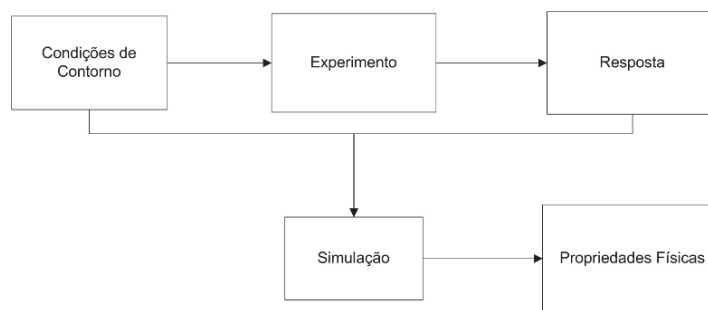 Condições de
Contorno
Experimento
Resposta
Simulação
Propriedades Físicas